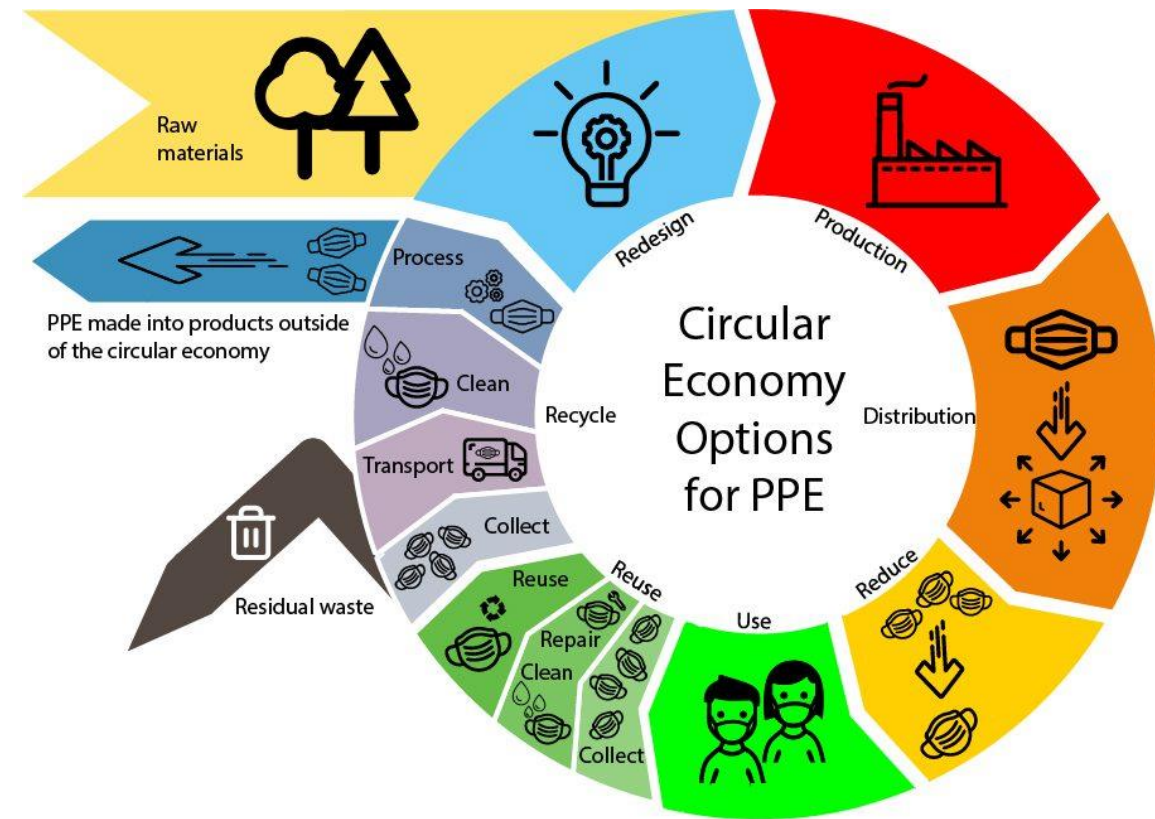 Raw
materials
Redesign
Production
Process
PPE made into products outside
of the circular economy
Clean
Recycle
Circular
Economy
Options
for PPE
Distribution
Transport
Collect
Residual waste
Reuse
Reuse
Repair
Clean
Collect
Use
Reduce